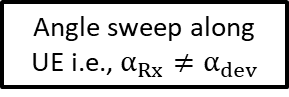 Angle sweep along
UE i.e., α_Rx ≠ α_dev